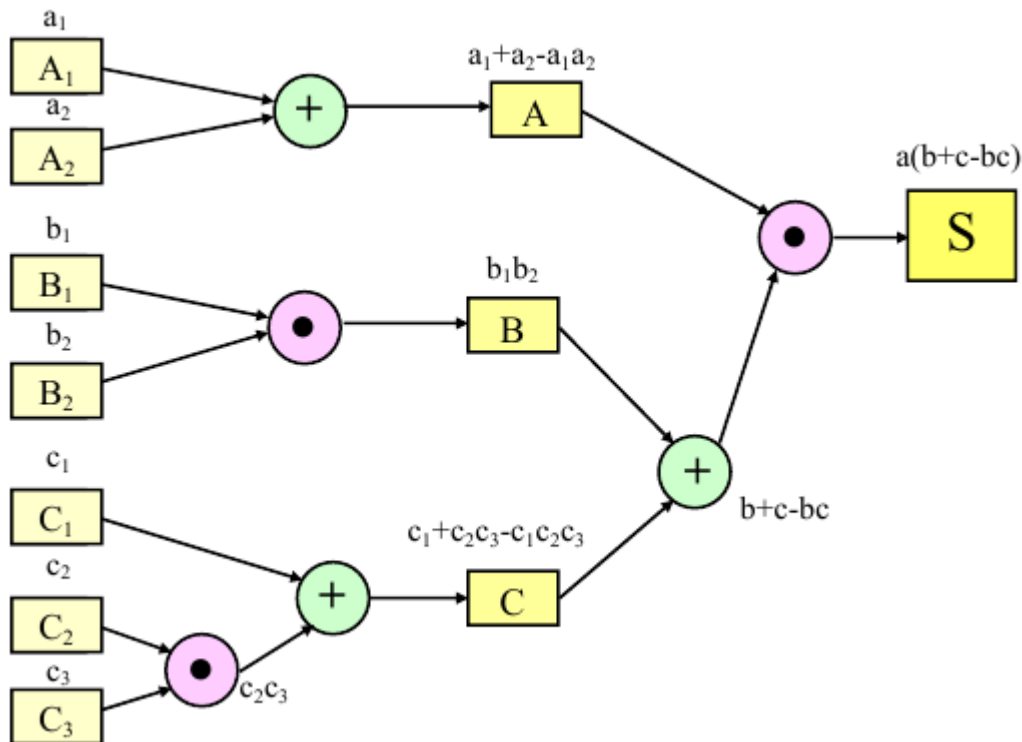 a₁
A₁
a₂
A₂
+
a₁+a₂-a₁a₂
A
a(b+c-bc)
S
b₁
B₁
b₂
B₂
b₁b₂
B
+
b+c-bc
c₁
C₁
c₂
C₂
c₃
C₃
c₂c₃
+
c₁+c₂c₃-c₁c₂c₃
C